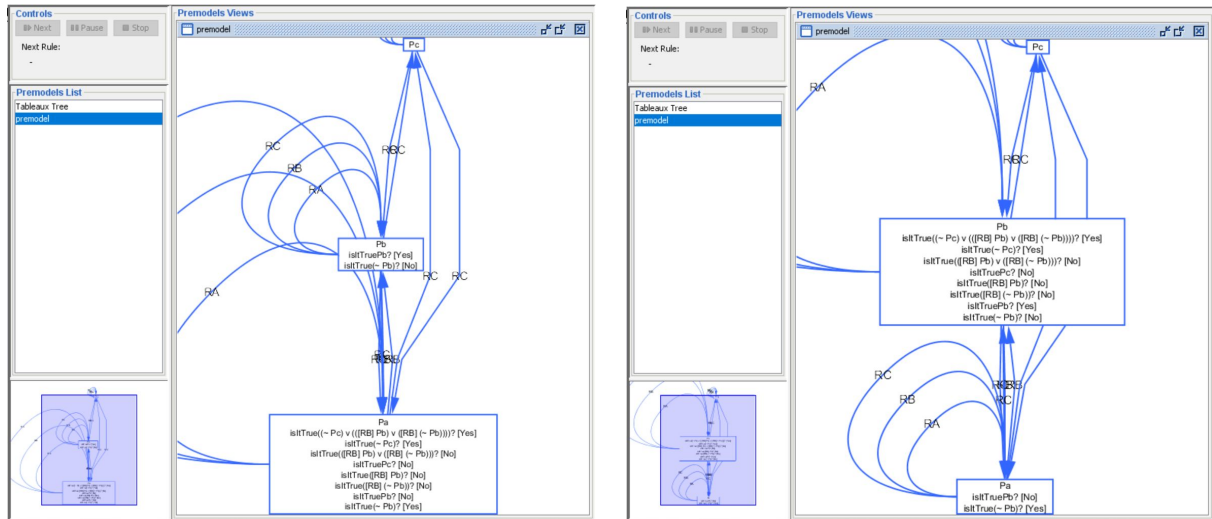 Controls
Next Pause Stop
Next Rule:
-
Premodels List
Tableaux Tree
premodel
Premodels Views
premodel
Pc
RC
RC
RB
RA
Pb
isItTruePb? [Yes]
isItTrue(~ Pb)? [No]
RC
RC
RA
Pa
isItTrue((~ Pc) v (([RB] Pb) v ([RB] (~ Pb))))? [Yes]
isItTrue(~ Pc)? [Yes]
isItTrue(([RB] Pb) v ([RB] (~ Pb)))? [No]
isItTruePc? [No]
isItTrue([RB] Pb)? [No]
isItTrue([RB] (~ Pb))? [No]
isItTruePb? [No]
isItTrue(~ Pb)? [Yes]
Controls
Next Pause Stop
Next Rule:
-
Premodels List
Tableaux Tree
premodel
Premodels Views
premodel
Pc
RA
RC
Pb
isItTrue((~ Pc) v (([RB] Pb) v ([RB] (~ Pb))))? [Yes]
isItTrue(~ Pc)? [Yes]
isItTrue(([RB] Pb) v ([RB] (~ Pb)))? [No]
isItTruePc? [No]
isItTrue([RB] Pb)? [No]
isItTrue([RB] (~ Pb))? [No]
isItTruePb? [Yes]
isItTrue(~ Pb)? [No]
RC
RB
RC
RA
Pa
isItTruePb? [No]
isItTrue(~ Pb)? [Yes]